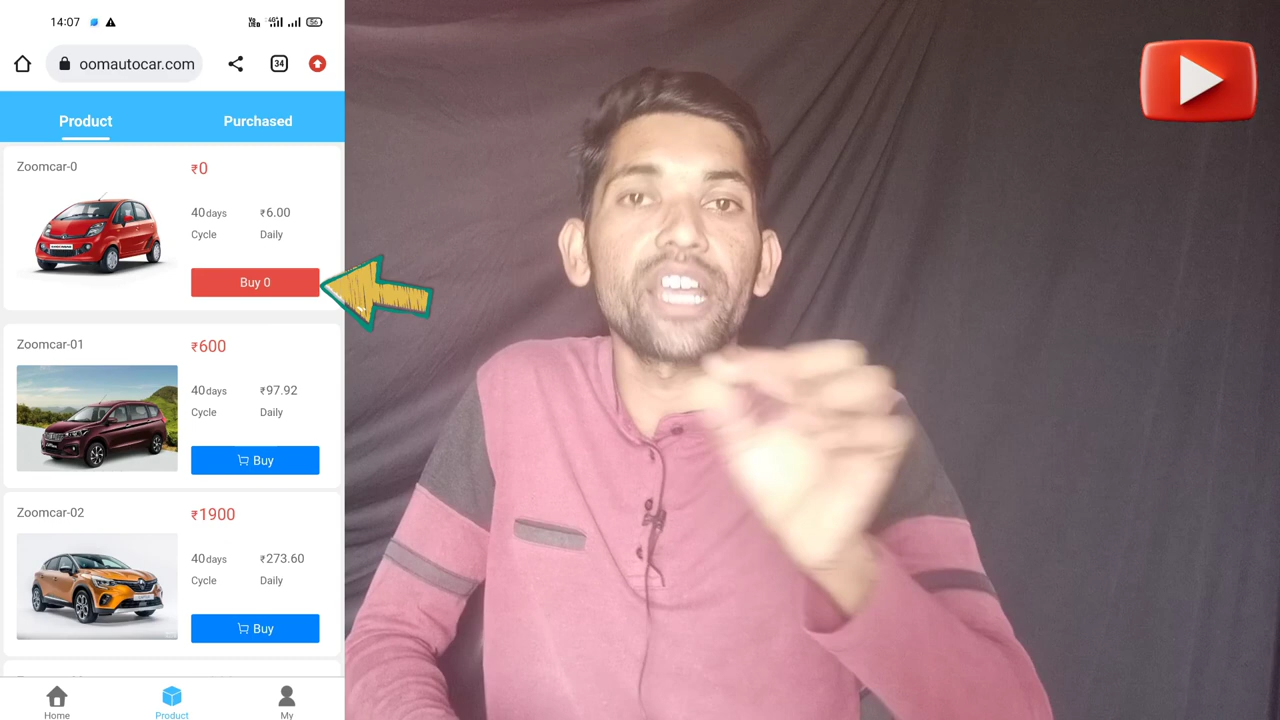 14:07
56
oomautocar.com
34
Product
Purchased
Zoomcar-0
₹0
40days
₹6.00
Cycle
Daily
Buy 0
Zoomcar-01
₹600
40days
₹97.92
Cycle
Daily
Buy
Zoomcar-02
₹1900
40days
₹273.60
Cycle
Daily
Buy
Home
Product
My